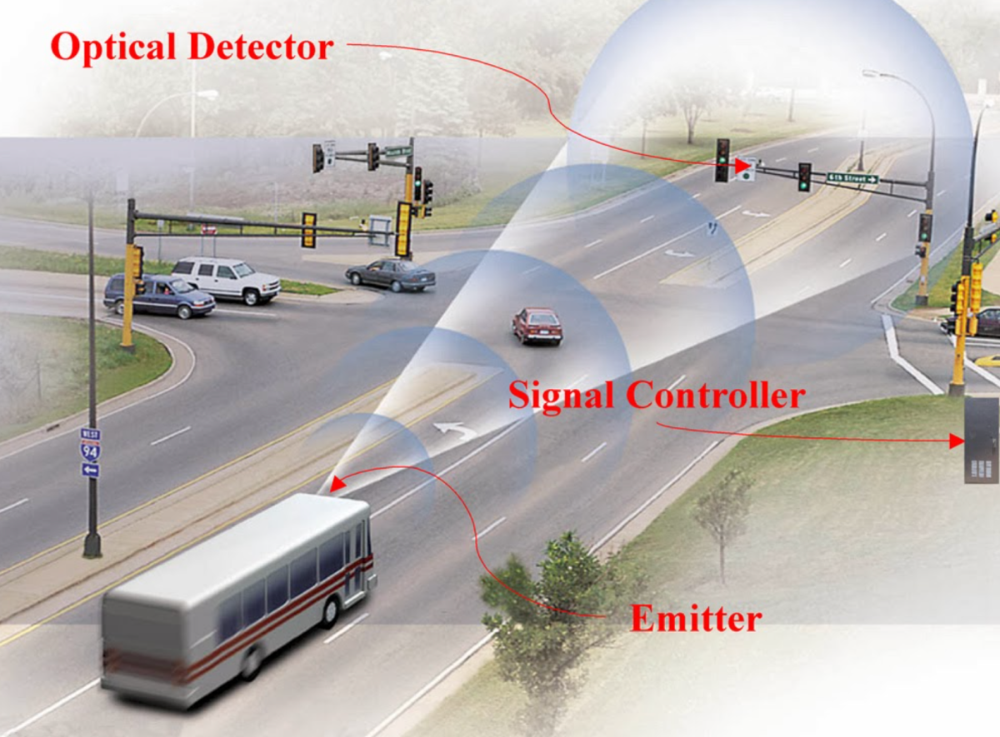 Optical Detector
6th Street
Signal Controller
WEST
94
Emitter